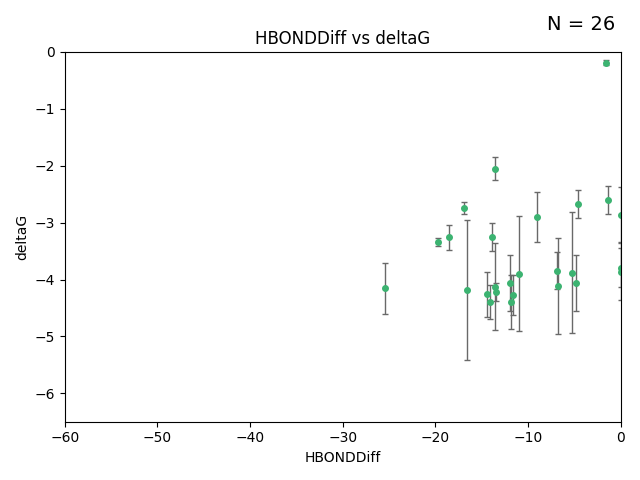 N = 26
HBONDDiff vs deltaG
deltaG
0
−1
−2
−3
−4
−5
−6
−60 −50 −40 −30 −20 −10 0
HBONDDiff